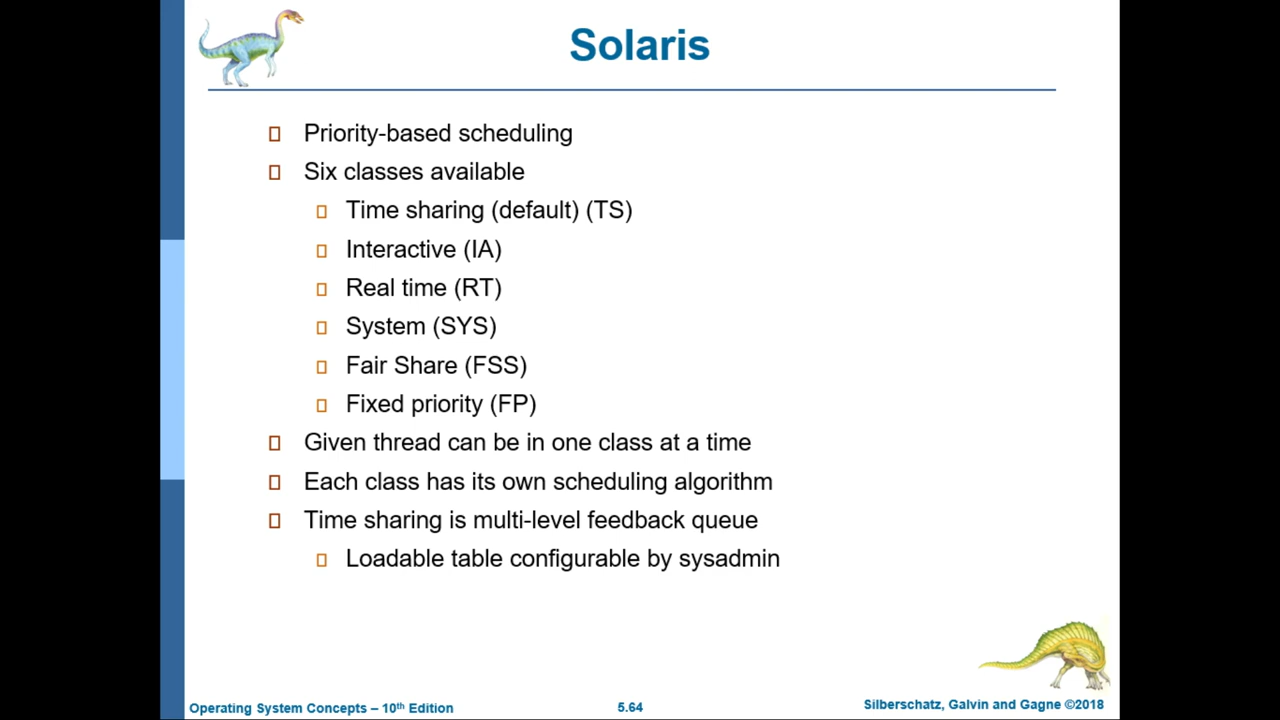 Solaris
Priority-based scheduling
Six classes available
Time sharing (default) (TS)
Interactive (IA)
Real time (RT)
System (SYS)
Fair Share (FSS)
Fixed priority (FP)
Given thread can be in one class at a time
Each class has its own scheduling algorithm
Time sharing is multi-level feedback queue
Loadable table configurable by sysadmin
Operating System Concepts – 10th Edition
5.64
Silberschatz, Galvin and Gagne ©2018